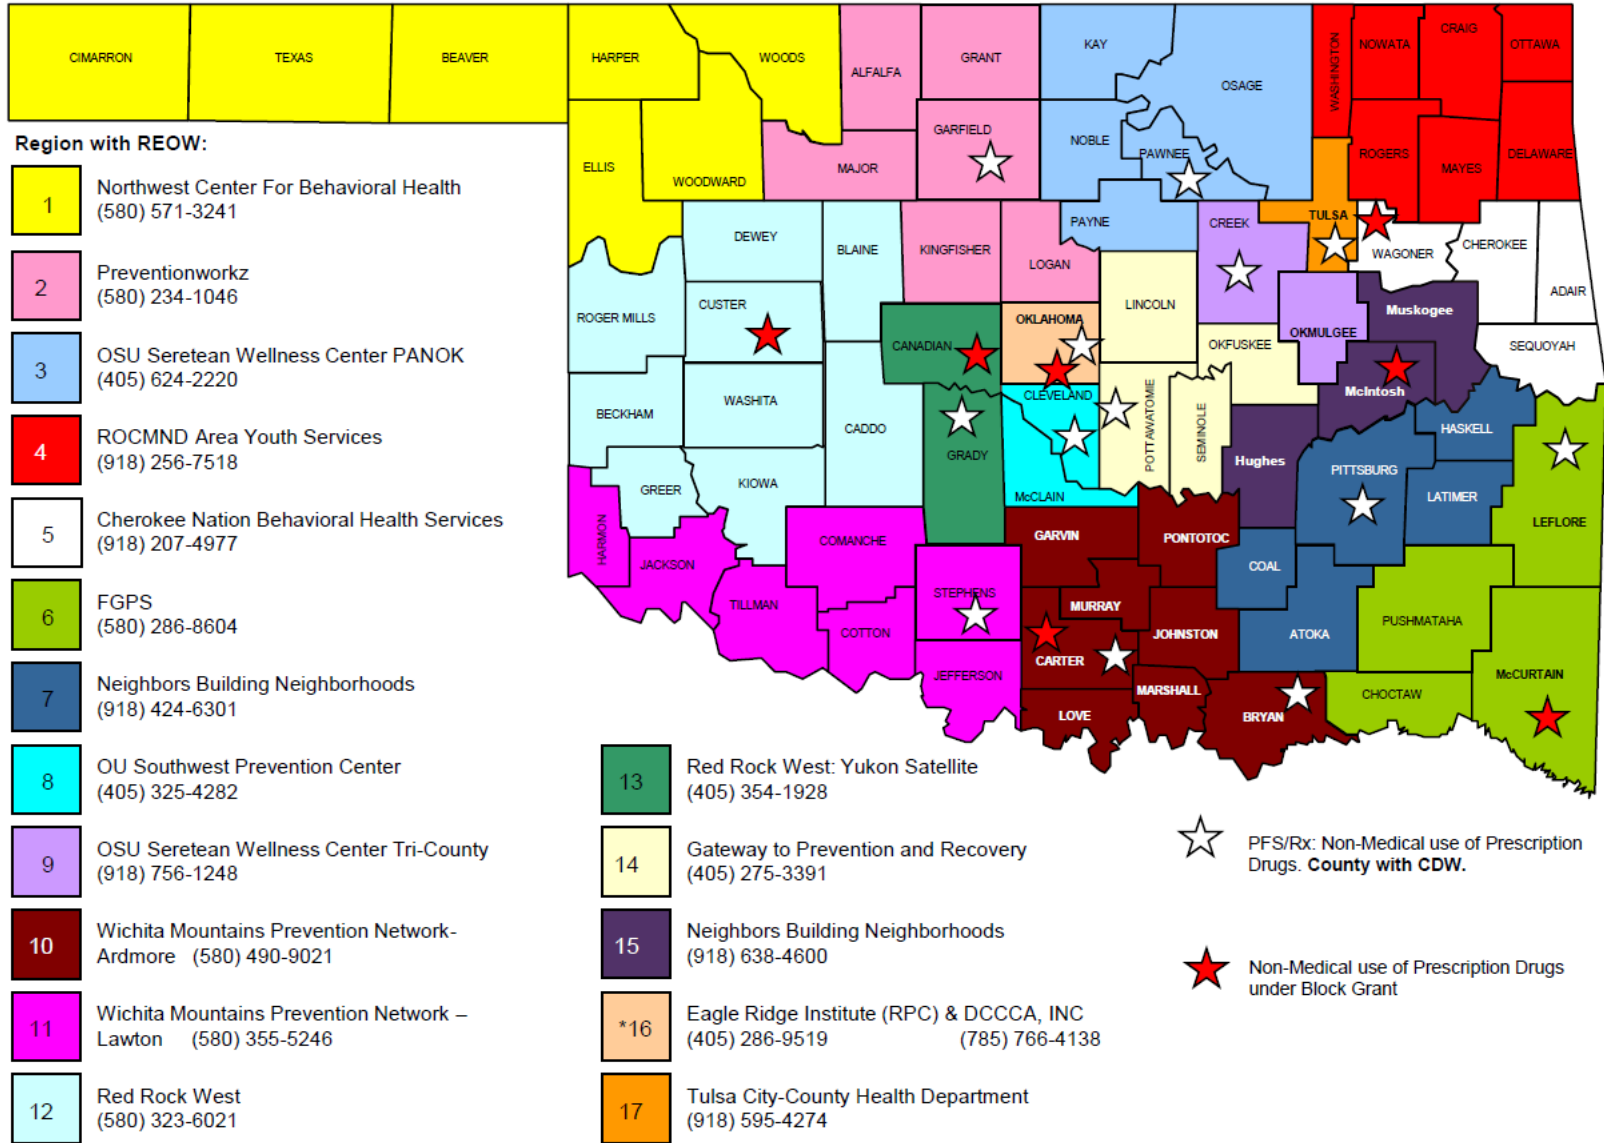 CIMARRON
TEXAS
BEAVER
HARPER
WOODS
ALFALFA
GRANT
KAY
OSAGE
WASHINGTON
NOWATA
CRAIG
OTTAWA
ELLIS
WOODWARD
MAJOR
GARFIELD
NOBLE
PAWNEE
ROGERS
MAYES
DELAWARE
DEWEY
BLAINE
KINGFISHER
LOGAN
PAYNE
CREEK
TULSA
WAGONER
CHEROKEE
ADAIR
ROGER MILLS
CUSTER
CANADIAN
OKLAHOMA
LINCOLN
OKFUSKEE
OKMULGEE
Muskogee
SEQUOYAH
BECKHAM
WASHITA
CADDO
GRADY
CLEVELAND
McCLAIN
POTTAWATOMIE
SEMINOLE
Hughes
McIntosh
HASKELL
PITTSBURG
LATIMER
LEFLORE
GREER
KIOWA
HARMON
JACKSON
TILLMAN
COMANCHE
COTTON
STEPHENS
JEFFERSON
GARVIN
PONTOTOC
MURRAY
CARTER
JOHNSTON
LOVE
MARSHALL
BRYAN
COAL
ATOKA
PUSHMATAHA
CHOCTAW
McCURTAIN
Region with REOW:
1
Northwest Center For Behavioral Health
(580) 571-3241
2
Preventionworkz
(580) 234-1046
3
OSU Seretean Wellness Center PANOK
(405) 624-2220
4
ROCMND Area Youth Services
(918) 256-7518
5
Cherokee Nation Behavioral Health Services
(918) 207-4977
6
FGPS
(580) 286-8604
7
Neighbors Building Neighborhoods
(918) 424-6301
8
OU Southwest Prevention Center
(405) 325-4282
9
OSU Seretean Wellness Center Tri-County
(918) 756-1248
10
Wichita Mountains Prevention Network-
Ardmore (580) 490-9021
11
Wichita Mountains Prevention Network –
Lawton (580) 355-5246
12
Red Rock West
(580) 323-6021
13
Red Rock West: Yukon Satellite
(405) 354-1928
14
Gateway to Prevention and Recovery
(405) 275-3391
15
Neighbors Building Neighborhoods
(918) 638-4600
*16
Eagle Ridge Institute (RPC) & DCCCA, INC
(405) 286-9519 (785) 766-4138
17
Tulsa City-County Health Department
(918) 595-4274
PFS/Rx: Non-Medical use of Prescription
Drugs. County with CDW.
Non-Medical use of Prescription Drugs
under Block Grant